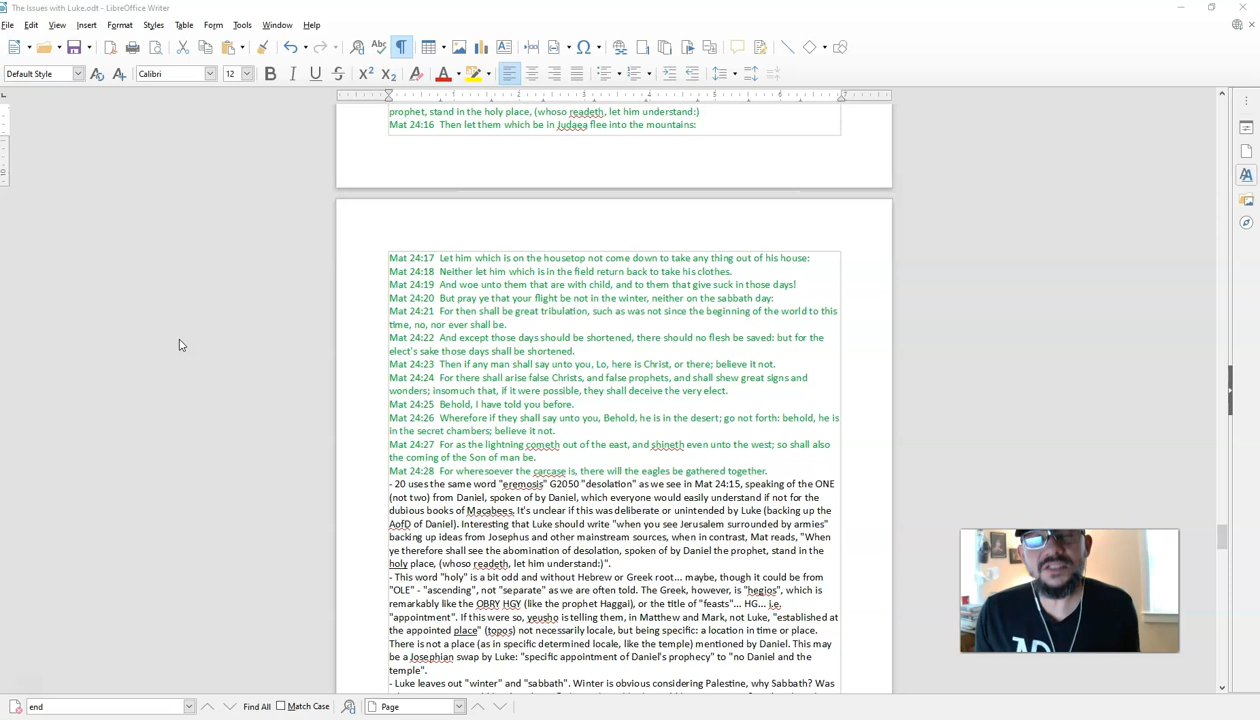 The Issues with Luke.odt - LibreOffice Writer
File Edit View Insert Format Styles Table Form Tools Window Help
Default Style Calibri 12
prophet, stand in the holy place, (whoso readeth, let him understand:)
Mat 24:16 Then let them which be in Judaea flee into the mountains:
Mat 24:17 Let him which is on the housetop not come down to take any thing out of his house:
Mat 24:18 Neither let him which is in the field return back to take his clothes.
Mat 24:19 And woe unto them that are with child, and to them that give suck in those days!
Mat 24:20 But pray ye that your flight be not in the winter, neither on the sabbath day:
Mat 24:21 For then shall be great tribulation, such as was not since the beginning of the world to this
time, no, nor ever shall be.
Mat 24:22 And except those days should be shortened, there should no flesh be saved: but for the
elect's sake those days shall be shortened.
Mat 24:23 Then if any man shall say unto you, Lo, here is Christ, or there; believe it not.
Mat 24:24 For there shall arise false Christs, and false prophets, and shall shew great signs and
wonders; insomuch that, if it were possible, they shall deceive the very elect.
Mat 24:25 Behold, I have told you before.
Mat 24:26 Wherefore if they shall say unto you, Behold, he is in the desert; go not forth: behold, he is
in the secret chambers; believe it not.
Mat 24:27 For as the lightning cometh out of the east, and shineth even unto the west; so shall also
the coming of the Son of man be.
Mat 24:28 For wheresoever the carcase is, there will the eagles be gathered together.
- 20 uses the same word "eremosis" G2050 "desolation" as we see in Mat 24:15, speaking of the ONE
(not two) from Daniel, spoken of by Daniel, which everyone would easily understand if not for the
dubious books of Macabees. It's unclear if this was deliberate or unintended by Luke (backing up the
AofD of Daniel). Interesting that Luke should write "when you see Jerusalem surrounded by armies"
backing up ideas from Josephus and other mainstream sources, when in contrast, Mat reads, "When
ye therefore shall see the abomination of desolation, spoken of by Daniel the prophet, stand in the
holy place, (whoso readeth, let him understand:)".
- This word "holy" is a bit odd and without Hebrew or Greek root... maybe, though it could be from
"OLE" - "ascending", not "separate" as we are often told. The Greek, however, is "hegios", which is
remarkably like the OBRY HGY (like the prophet Haggai), or the title of "feasts"... HG... i.e.
"appointment". If this were so, yeusho is telling them, in Matthew and Mark, not Luke, "established at
the appointed place" (topos) not necessarily locale, but being specific: a location in time or place.
There is not a place (as in specific determined locale, like the temple) mentioned by Daniel. This may
be a Josephian swap by Luke: "specific appointment of Daniel's prophecy" to "no Daniel and the
temple".
- Luke leaves out "winter" and "sabbath". Winter is obvious considering Palestine, why Sabbath? Was
end Find All Match Case Page